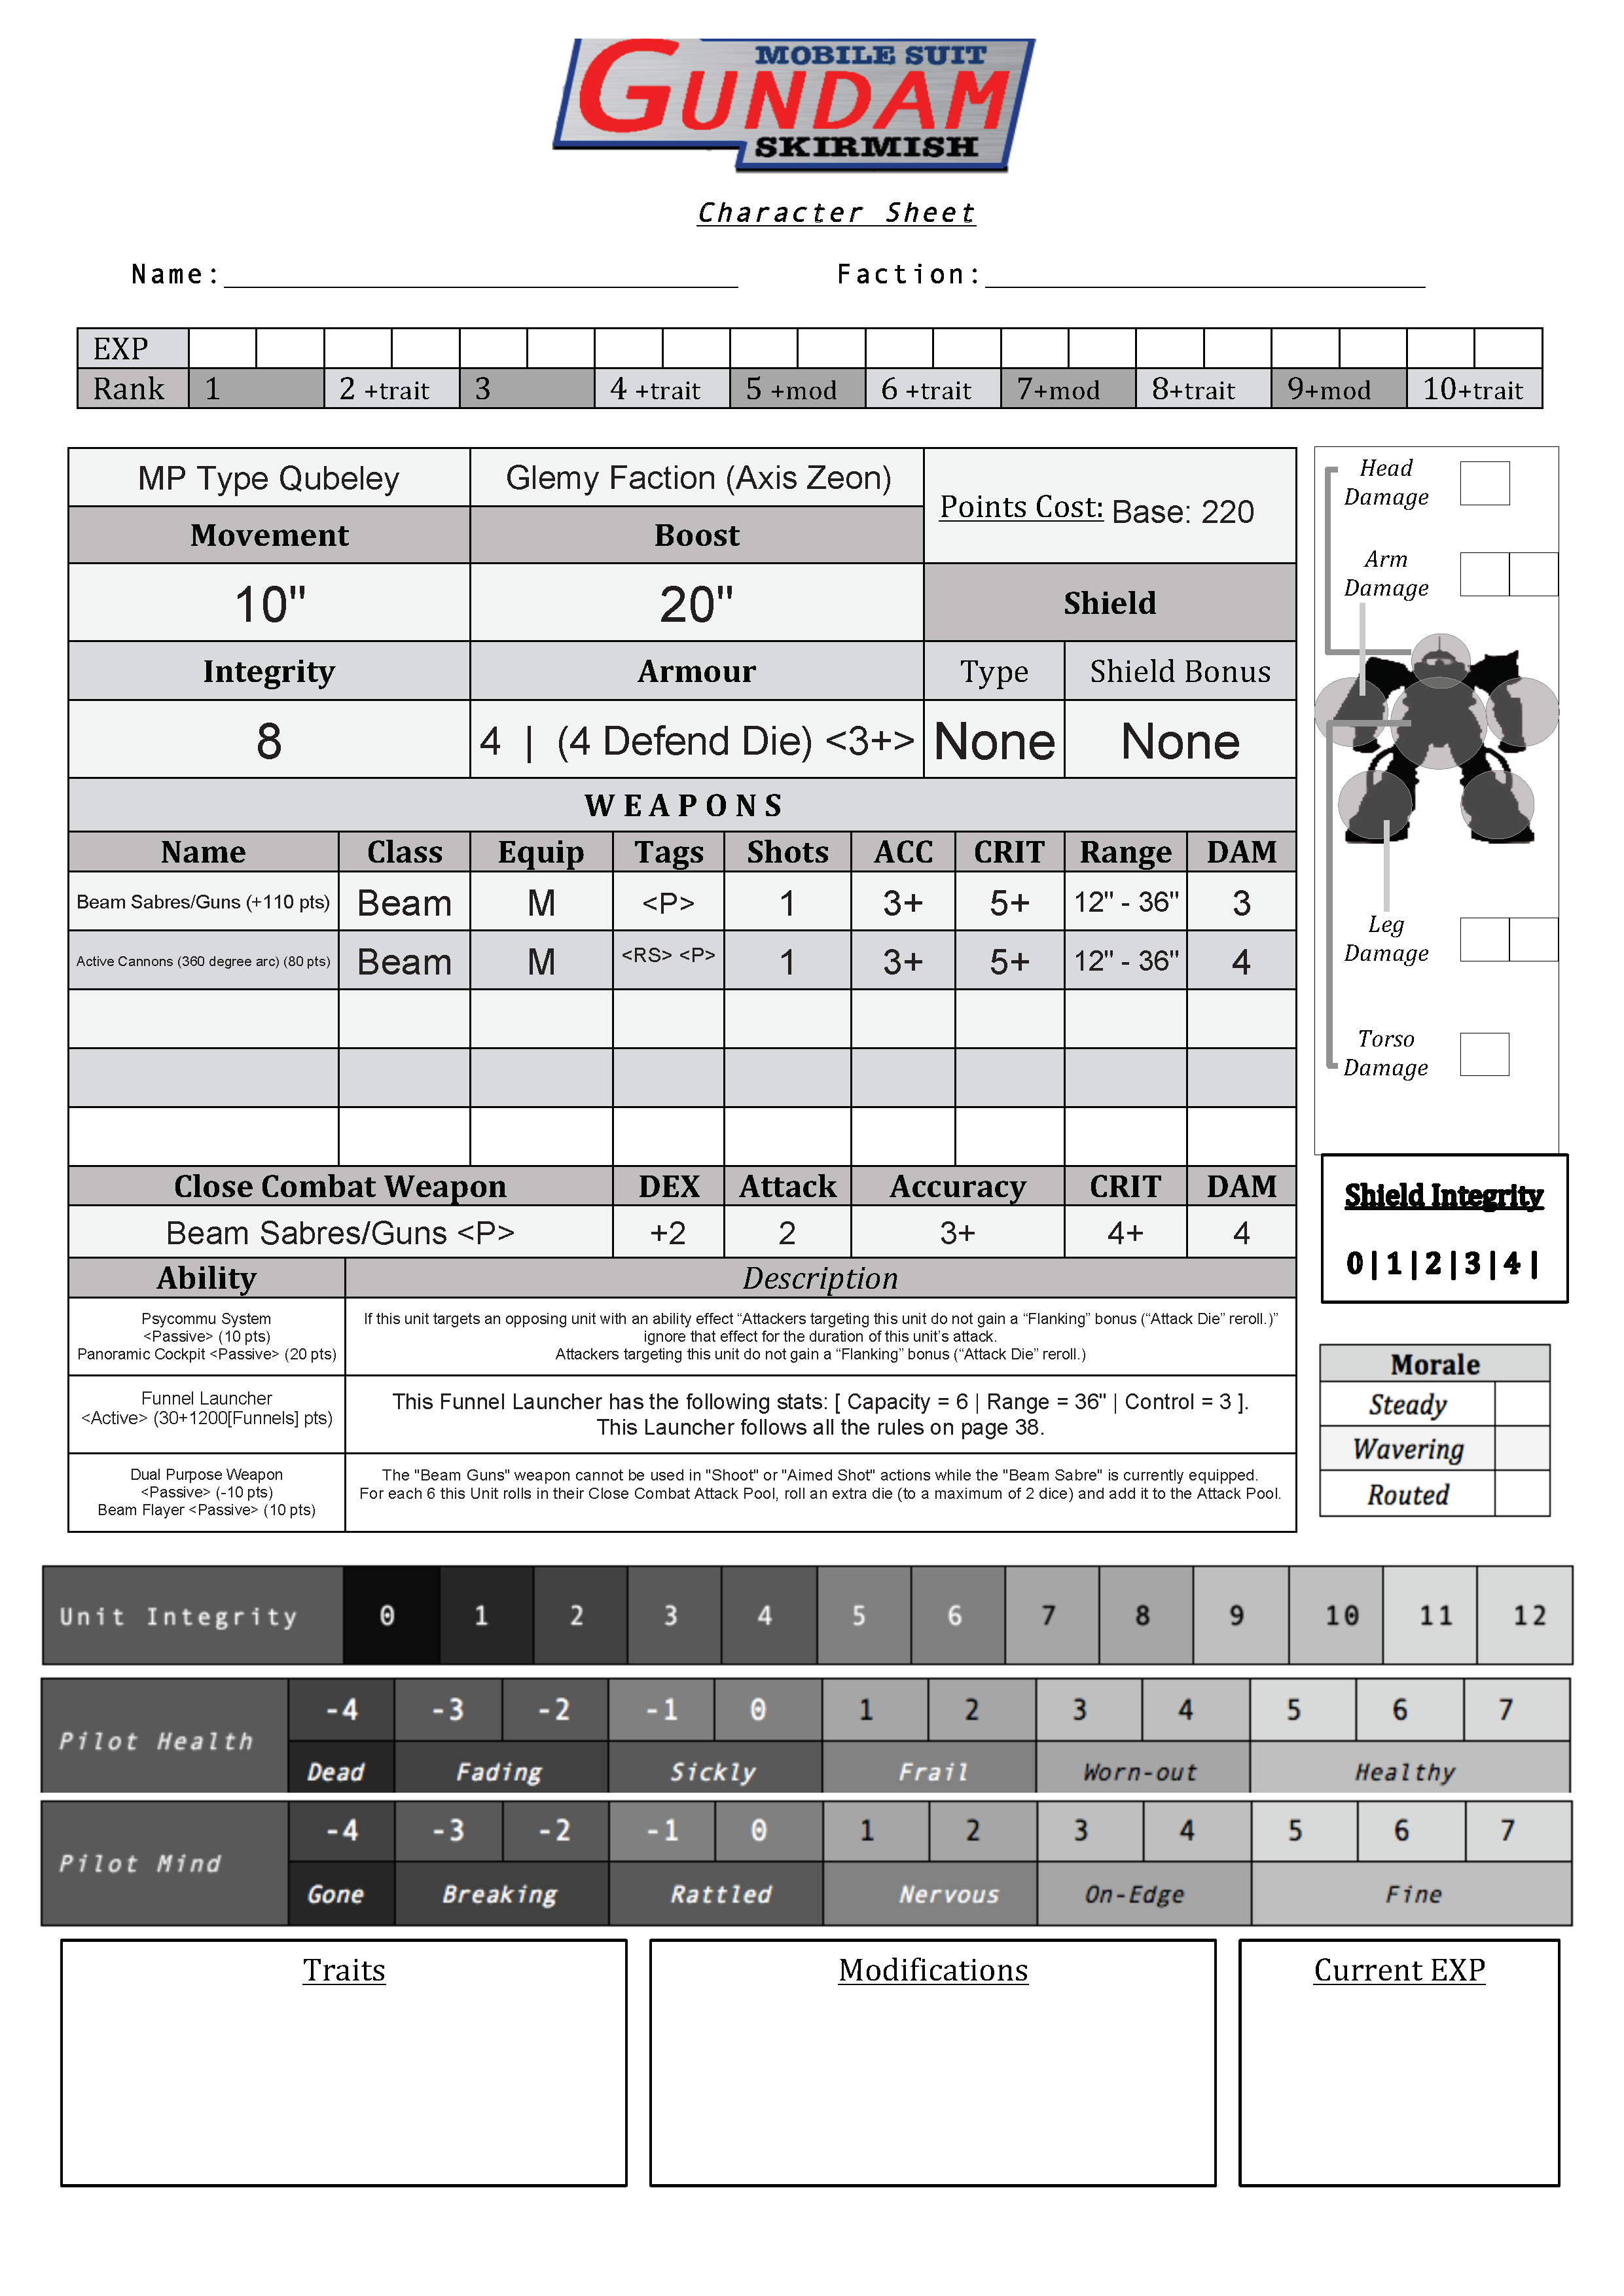 MOBILE SUIT
GUNDAM
SKIRMISH
Character Sheet
Name: Faction:
EXP
Rank 1 2 +trait 3 4 +trait 5 +mod 6 +trait 7+mod 8+trait 9+mod 10+trait
MP Type Qubeley Glemy Faction (Axis Zeon) Points Cost: Base: 220
Movement Boost
10" 20" Shield
Integrity Armour Type Shield Bonus
8 4 | (4 Defend Die) <3+> None None
WEAPONS
Name Class Equip Tags Shots ACC CRIT Range DAM
Beam Sabres/Guns (+110 pts) Beam M <P> 1 3+ 5+ 12" - 36" 3
Active Cannons (360 degree arc) (80 pts) Beam M <RS> <P> 1 3+ 5+ 12" - 36" 4
Close Combat Weapon DEX Attack Accuracy CRIT DAM
Beam Sabres/Guns <P> +2 2 3+ 4+ 4
Ability Description
Psycommu System
<Passive> (10 pts)
Panoramic Cockpit <Passive> (20 pts)
If this unit targets an opposing unit with an ability effect “Attackers targeting this unit do not gain a “Flanking” bonus (“Attack Die” reroll.)”
ignore that effect for the duration of this unit’s attack.
Attackers targeting this unit do not gain a “Flanking” bonus (“Attack Die” reroll.)
Funnel Launcher
<Active> (30+1200[Funnels] pts)
This Funnel Launcher has the following stats: [ Capacity = 6 | Range = 36" | Control = 3 ].
This Launcher follows all the rules on page 38.
Dual Purpose Weapon
<Passive> (-10 pts)
Beam Flayer <Passive> (10 pts)
The "Beam Guns" weapon cannot be used in "Shoot" or "Aimed Shot" actions while the "Beam Sabre" is currently equipped.
For each 6 this Unit rolls in their Close Combat Attack Pool, roll an extra die (to a maximum of 2 dice) and add it to the Attack Pool.
Head
Damage
Arm
Damage
Leg
Damage
Torso
Damage
Shield Integrity
0 | 1 | 2 | 3 | 4 |
Morale
Steady
Wavering
Routed
Unit Integrity 0 1 2 3 4 5 6 7 8 9 10 11 12
Pilot Health -4 -3 -2 -1 0 1 2 3 4 5 6 7
Dead Fading Sickly Frail Worn-out Healthy
Pilot Mind -4 -3 -2 -1 0 1 2 3 4 5 6 7
Gone Breaking Rattled Nervous On-Edge Fine
Traits Modifications Current EXP